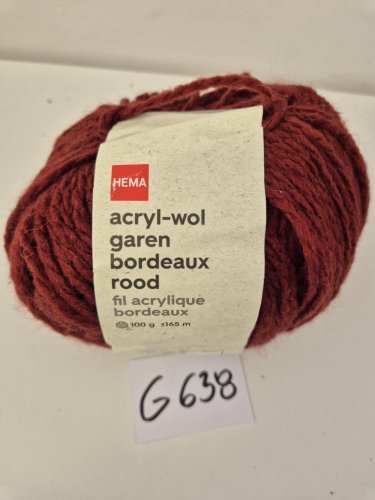 HEMA
acryl-wol
garen
bordeaux
rood
fil acrylique
bordeaux
100 g ±165 m
G638